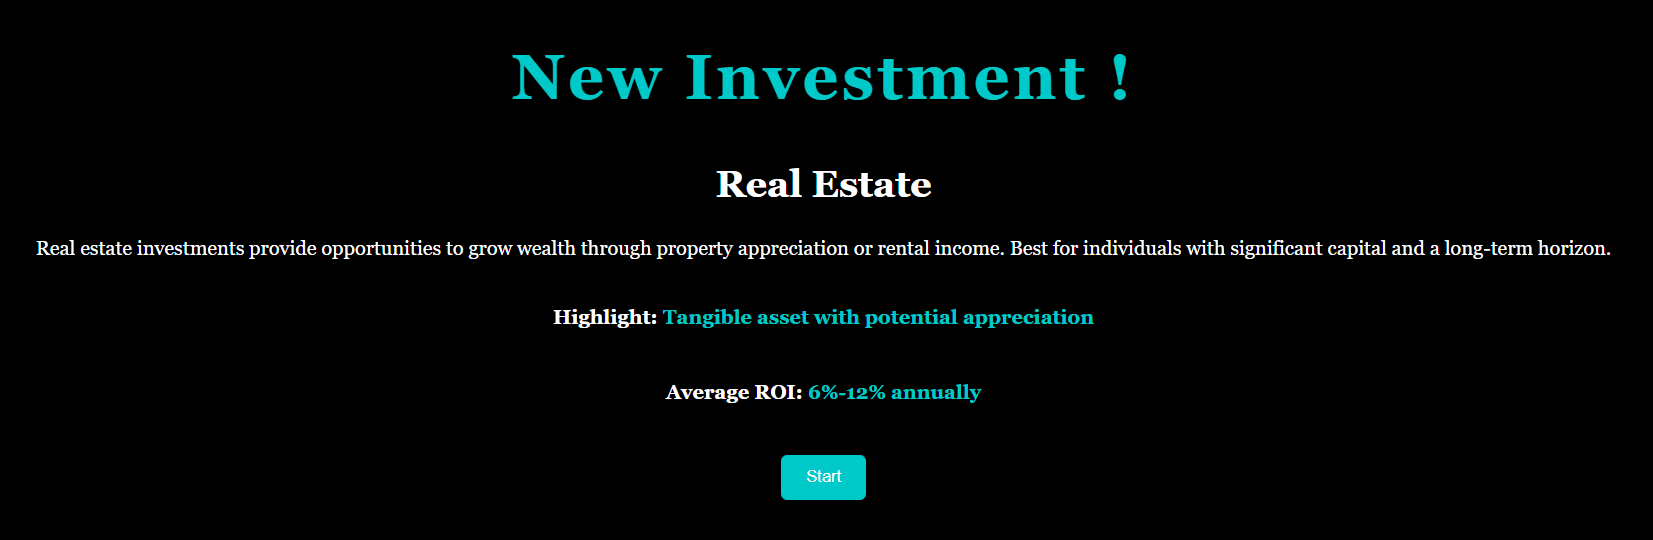 New Investment !
Real Estate
Real estate investments provide opportunities to grow wealth through property appreciation or rental income. Best for individuals with significant capital and a long-term horizon.
Highlight: Tangible asset with potential appreciation
Average ROI: 6%-12% annually
Start